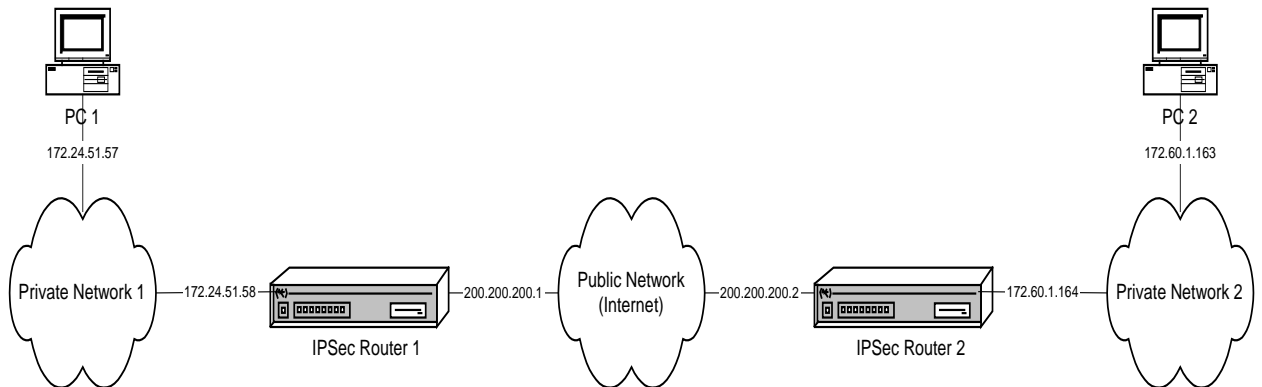 PC 1
PC 2
172.24.51.57
172.60.1.163
Private Network 1
172.24.51.58
200.200.200.1
Public Network
(Internet)
200.200.200.2
172.60.1.164
Private Network 2
IPSec Router 1
IPSec Router 2